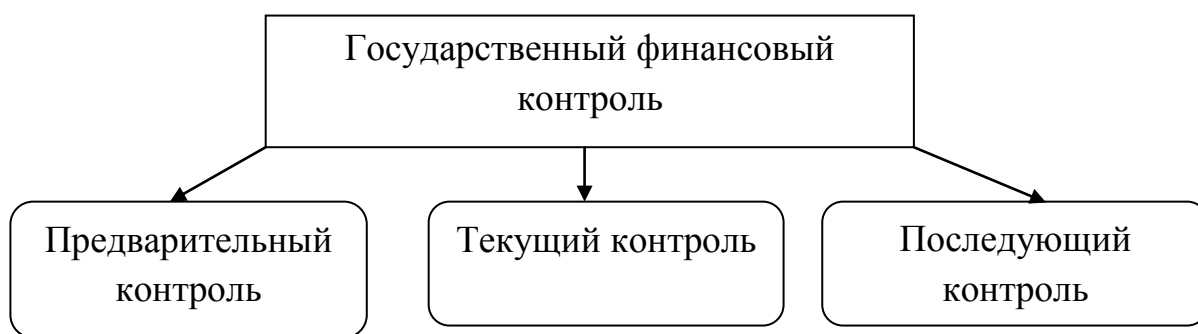 Государственный финансовый
контроль
Предварительный
контроль
Текущий контроль
Последующий
контроль